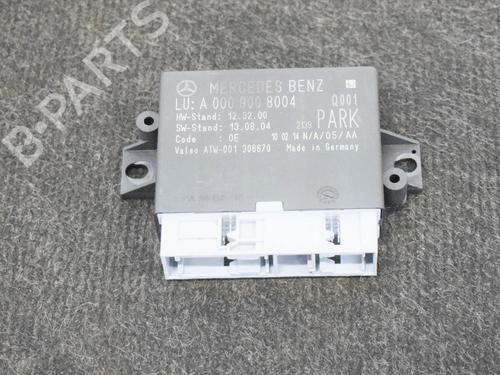 B-PARTS
MERCEDES BENZ
LU: A 000 900 8004 Q001
HW-Stand: 12.32.00 2139 PARK
SW-Stand: 13.08.04
Code : 0E 10 02 14 N/A/05/AA
Valeo ATW-001 306670 Made in Germany